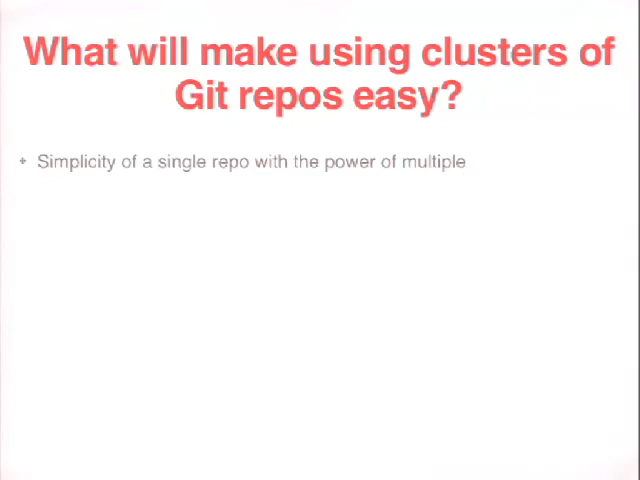 What will make using clusters of
Git repos easy?
Simplicity of a single repo with the power of multiple